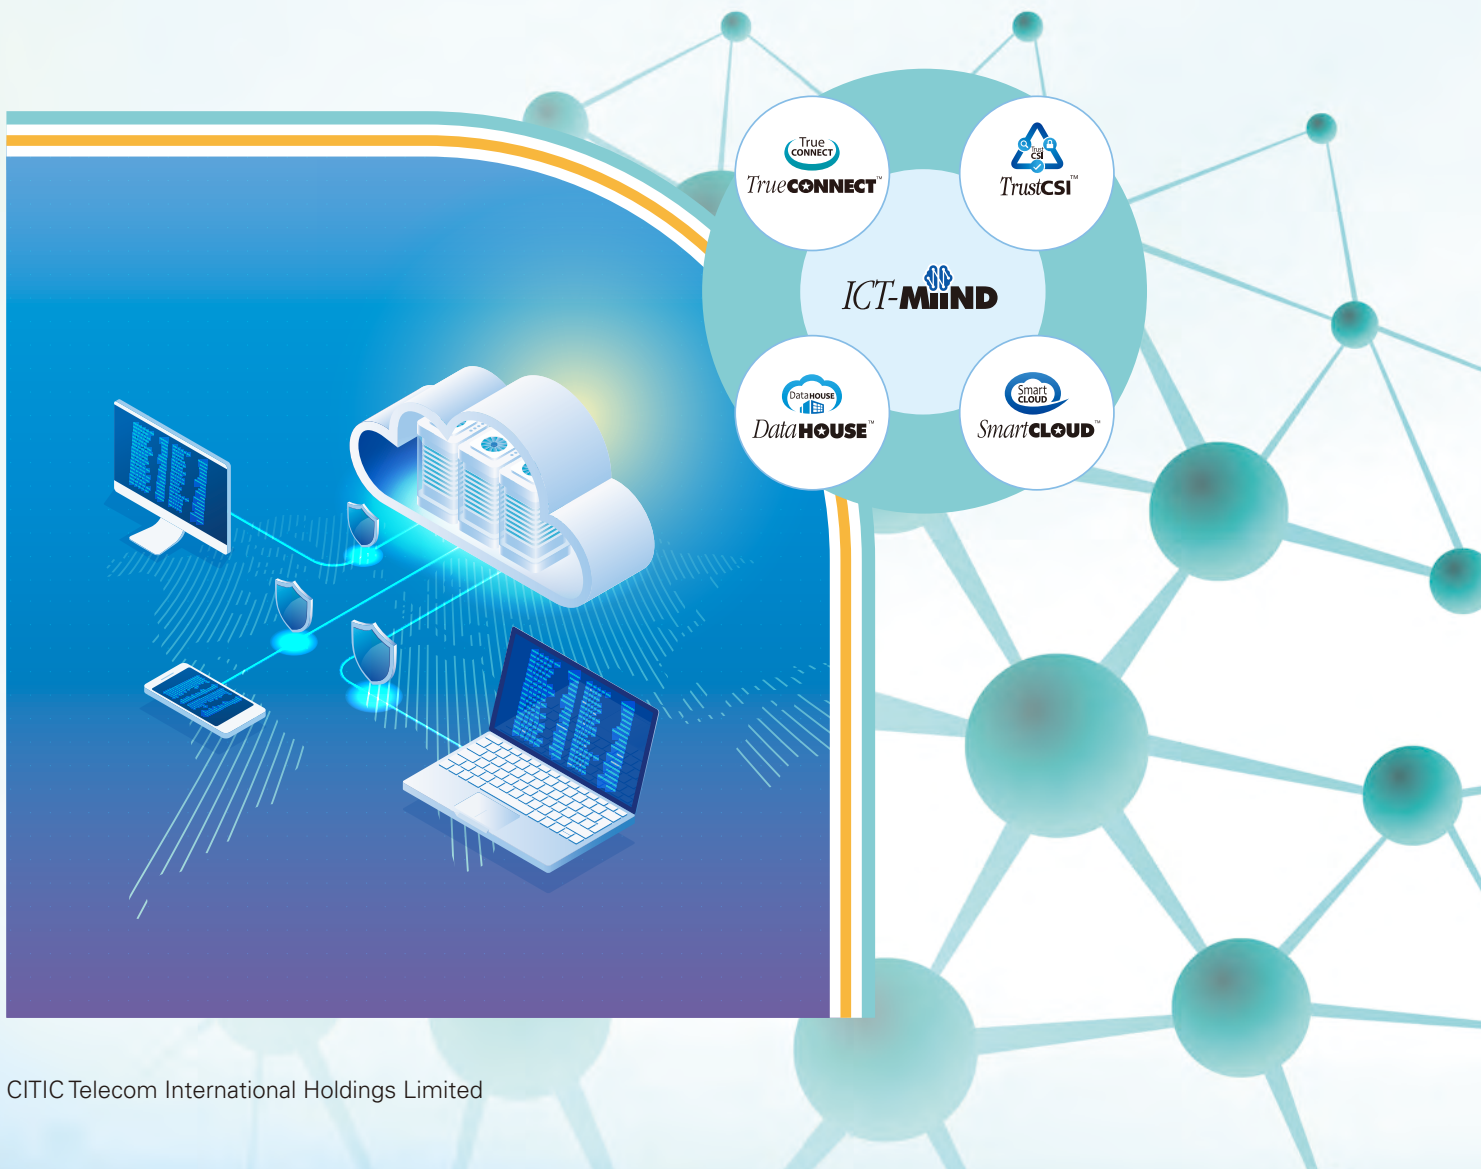 True
CONNECT
TrueCONNECT™
Trust
CSI
TrustCSI™
ICT-MiiND
DataHOUSE
DataHOUSE™
Smart
CLOUD
SmartCLOUD™
CITIC Telecom International Holdings Limited